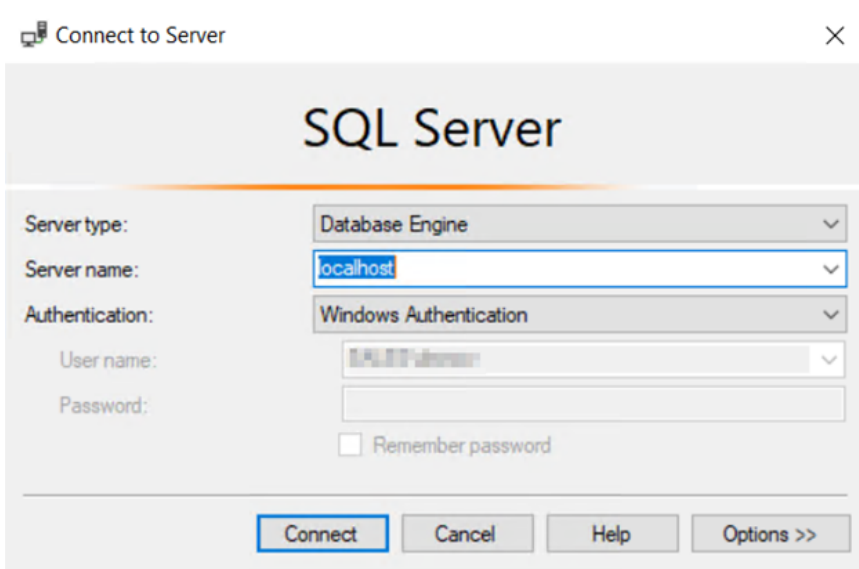 Connect to Server
SQL Server
Server type: Database Engine
Server name: localhost
Authentication: Windows Authentication
User name:
Password:
Remember password
Connect Cancel Help Options >>